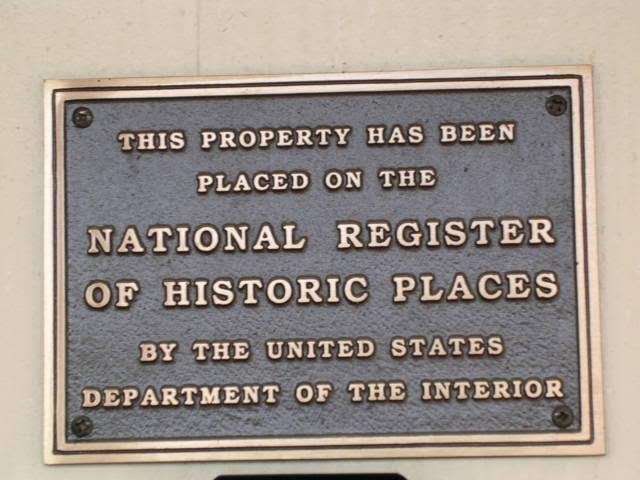 THIS PROPERTY HAS BEEN
PLACED ON THE
NATIONAL REGISTER
OF HISTORIC PLACES
BY THE UNITED STATES
DEPARTMENT OF THE INTERIOR